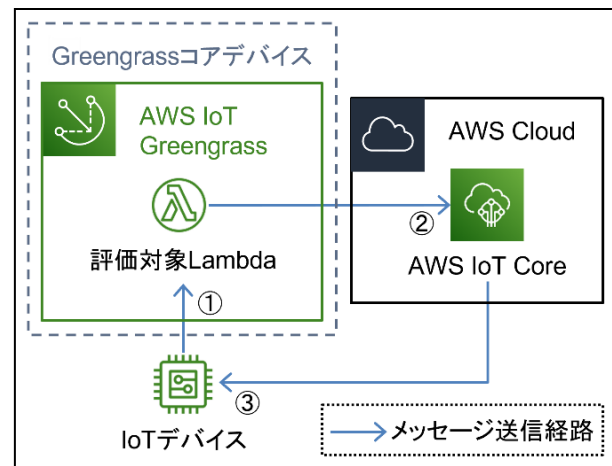 Greengrassコアデバイス
AWS IoT
Greengrass
評価対象Lambda
①
AWS Cloud
②
AWS IoT Core
③
IoTデバイス
メッセージ送信経路